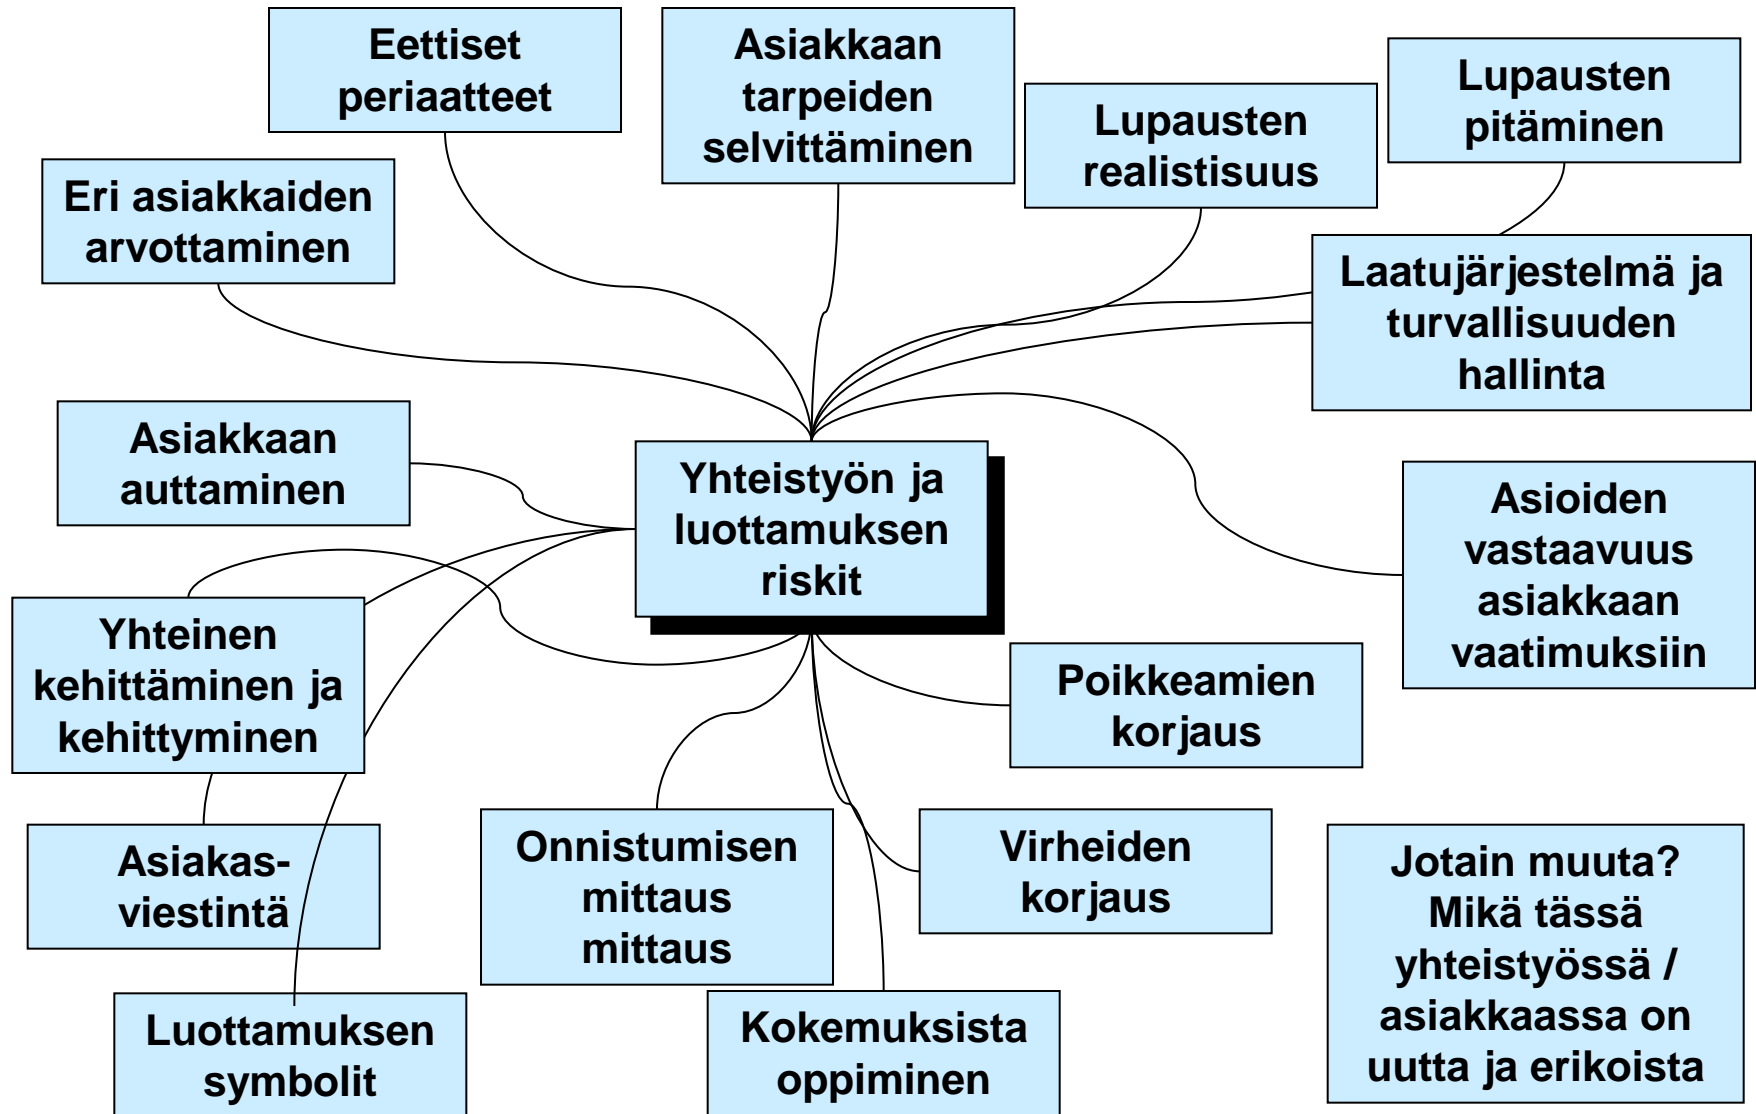 Eettiset
periaatteet
Asiakkaan
tarpeiden
selvittäminen
Lupausten
realistisuus
Lupausten
pitäminen
Eri asiakkaiden
arvottaminen
Laatujärjestelmä ja
turvallisuuden
hallinta
Asiakkaan
auttaminen
Yhteistyön ja
luottamuksen
riskit
Asioiden
vastaavuus
asiakkaan
vaatimuksiin
Yhteinen
kehittäminen ja
kehittyminen
Poikkeamien
korjaus
Asiakas-
viestintä
Onnistumisen
mittaus
mittaus
Virheiden
korjaus
Jotain muuta?
Mikä tässä
yhteistyössä /
asiakkaassa on
uutta ja erikoista
Luottamuksen
symbolit
Kokemuksista
oppiminen